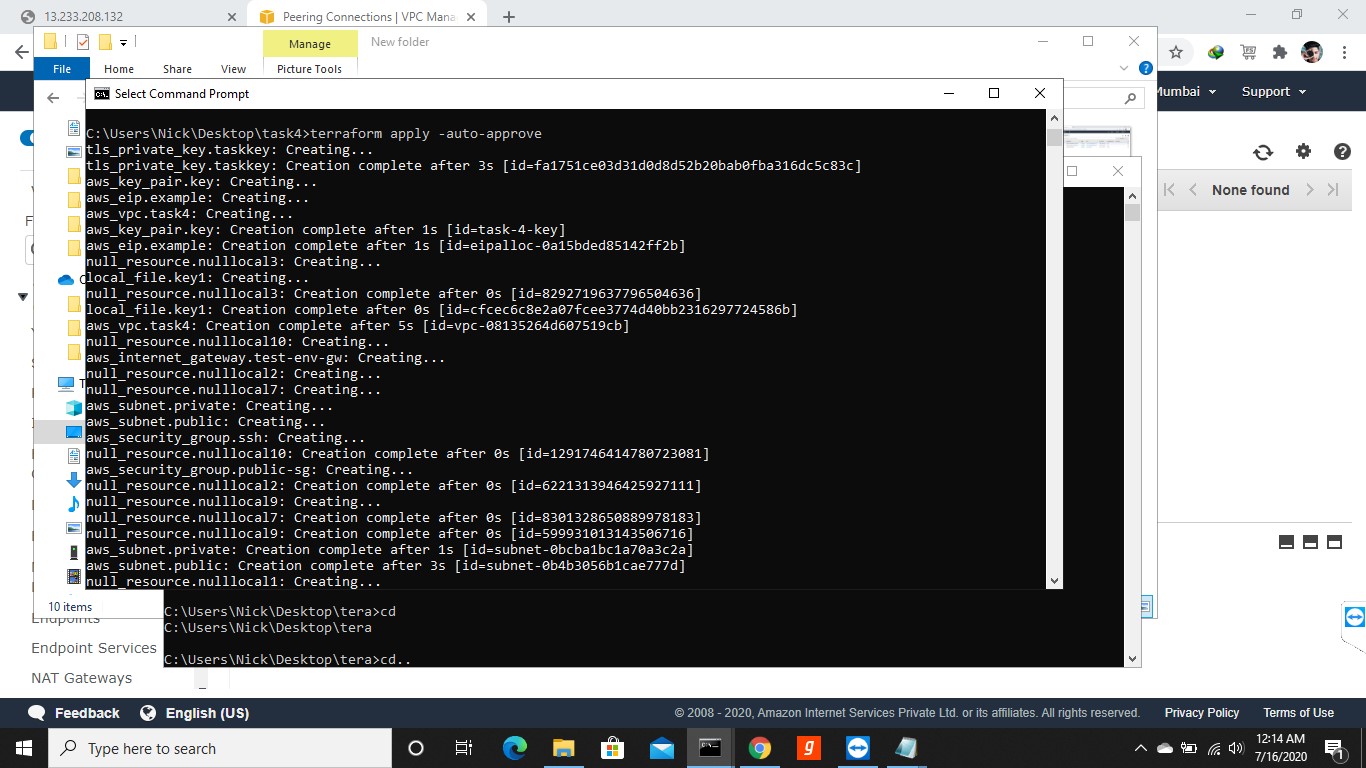 13.233.208.132
Peering Connections | VPC Mana
Manage
New folder
File
Home
Share
View
Picture Tools
Mumbai
Support
Select Command Prompt
None found
C:\Users\Nick\Desktop\task4>terraform apply -auto-approve
tls_private_key.taskkey: Creating...
tls_private_key.taskkey: Creation complete after 3s [id=fa1751ce03d31d0d8d52b20bab0fba316dc5c83c]
aws_key_pair.key: Creating...
aws_eip.example: Creating...
aws_vpc.task4: Creating...
aws_key_pair.key: Creation complete after 1s [id=task-4-key]
aws_eip.example: Creation complete after 1s [id=eipalloc-0a15bded85142ff2b]
null_resource.nulllocal3: Creating...
local_file.key1: Creating...
null_resource.nulllocal3: Creation complete after 0s [id=8292719637796504636]
local_file.key1: Creation complete after 0s [id=cfcec6c8e2a07fcee3774d40bb2316297724586b]
aws_vpc.task4: Creation complete after 5s [id=vpc-08135264d607519cb]
null_resource.nulllocal10: Creating...
aws_internet_gateway.test-env-gw: Creating...
null_resource.nulllocal2: Creating...
null_resource.nulllocal7: Creating...
aws_subnet.private: Creating...
aws_subnet.public: Creating...
aws_security_group.ssh: Creating...
null_resource.nulllocal10: Creation complete after 0s [id=1291746414780723081]
aws_security_group.public-sg: Creating...
null_resource.nulllocal2: Creation complete after 0s [id=6221313946425927111]
null_resource.nulllocal9: Creating...
null_resource.nulllocal7: Creation complete after 0s [id=8301328650889978183]
null_resource.nulllocal9: Creation complete after 0s [id=599931013143506716]
aws_subnet.private: Creation complete after 1s [id=subnet-0bcba1bc1a70a3c2a]
aws_subnet.public: Creation complete after 3s [id=subnet-0b4b3056b1cae777d]
null_resource.nulllocal1: Creating...
10 items
C:\Users\Nick\Desktop\tera>cd
C:\Users\Nick\Desktop\tera
C:\Users\Nick\Desktop\tera>cd..
Endpoints
Endpoint Services
NAT Gateways
Feedback
English (US)
© 2008 - 2020, Amazon Internet Services Private Ltd. or its affiliates. All rights reserved.
Privacy Policy
Terms of Use
Type here to search
12:14 AM
7/16/2020
1